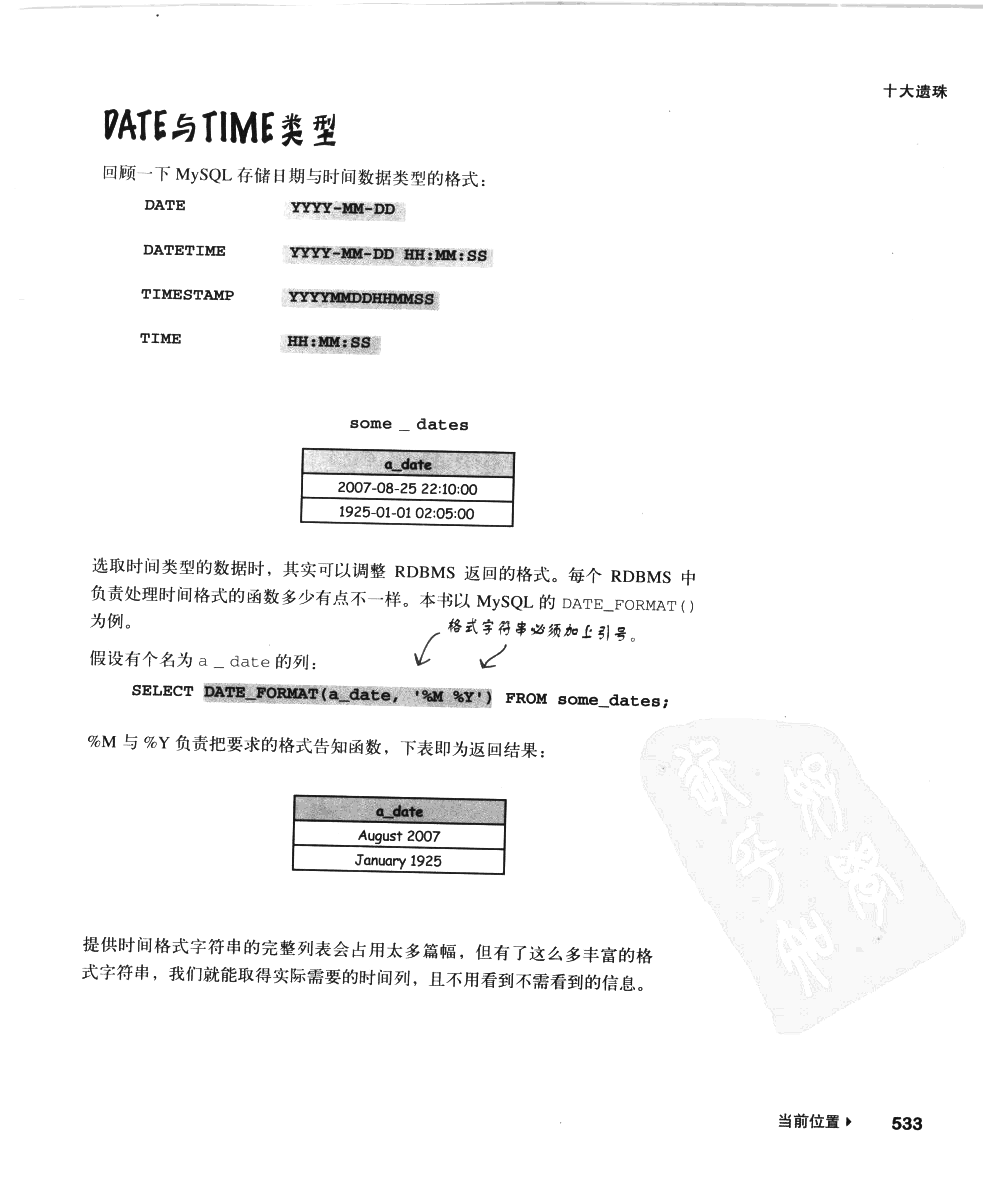 十大遗珠
DATE与TIME类型
回顾一下 MySQL 存储日期与时间数据类型的格式：
DATE YYYY-MM-DD
DATETIME YYYY-MM-DD HH:MM:SS
TIMESTAMP YYYYMMDDHHMMSS
TIME HH:MM:SS
some _ dates
a_date
2007-08-25 22:10:00
1925-01-01 02:05:00
选取时间类型的数据时，其实可以调整 RDBMS 返回的格式。每个 RDBMS 中
负责处理时间格式的函数多少有点不一样。本书以 MySQL 的 DATE_FORMAT()
为例。
格式字符串必须加上引号。
假设有个名为 a _ date 的列：
SELECT DATE_FORMAT(a_date, '%M %Y') FROM some_dates;
%M 与 %Y 负责把要求的格式告知函数，下表即为返回结果：
a_date
August 2007
January 1925
提供时间格式字符串的完整列表会占用太多篇幅，但有了这么多丰富的格
式字符串，我们就能取得实际需要的时间列，且不用看到不需看到的信息。
当前位置 533